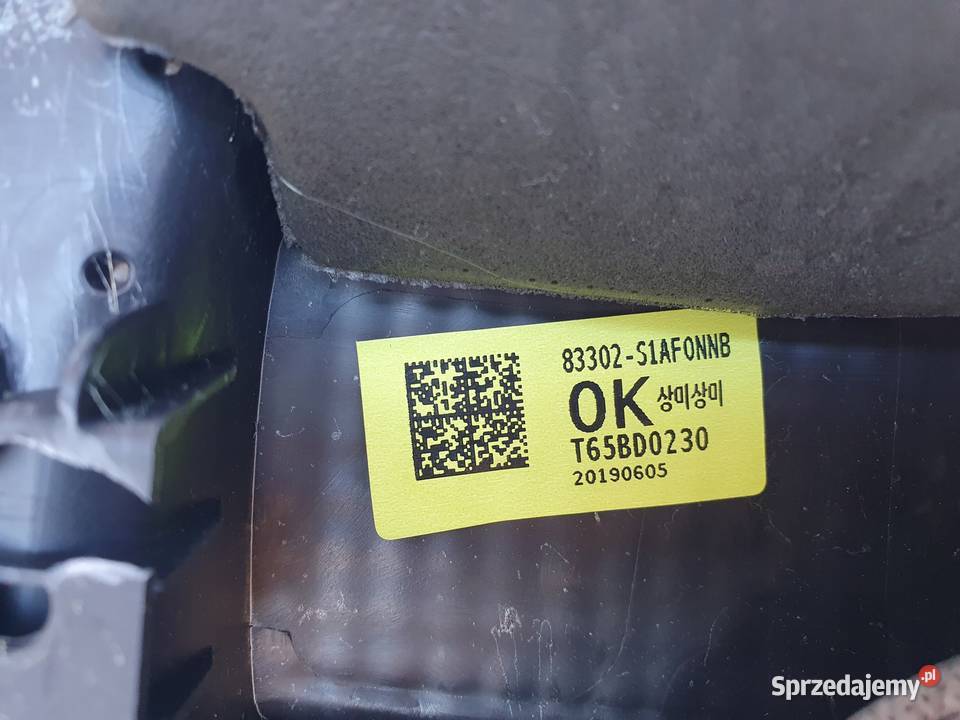 83302-S1AF0NNB
OK 상미상미
T65BD0230
20190605
Sprzedajemy.pl